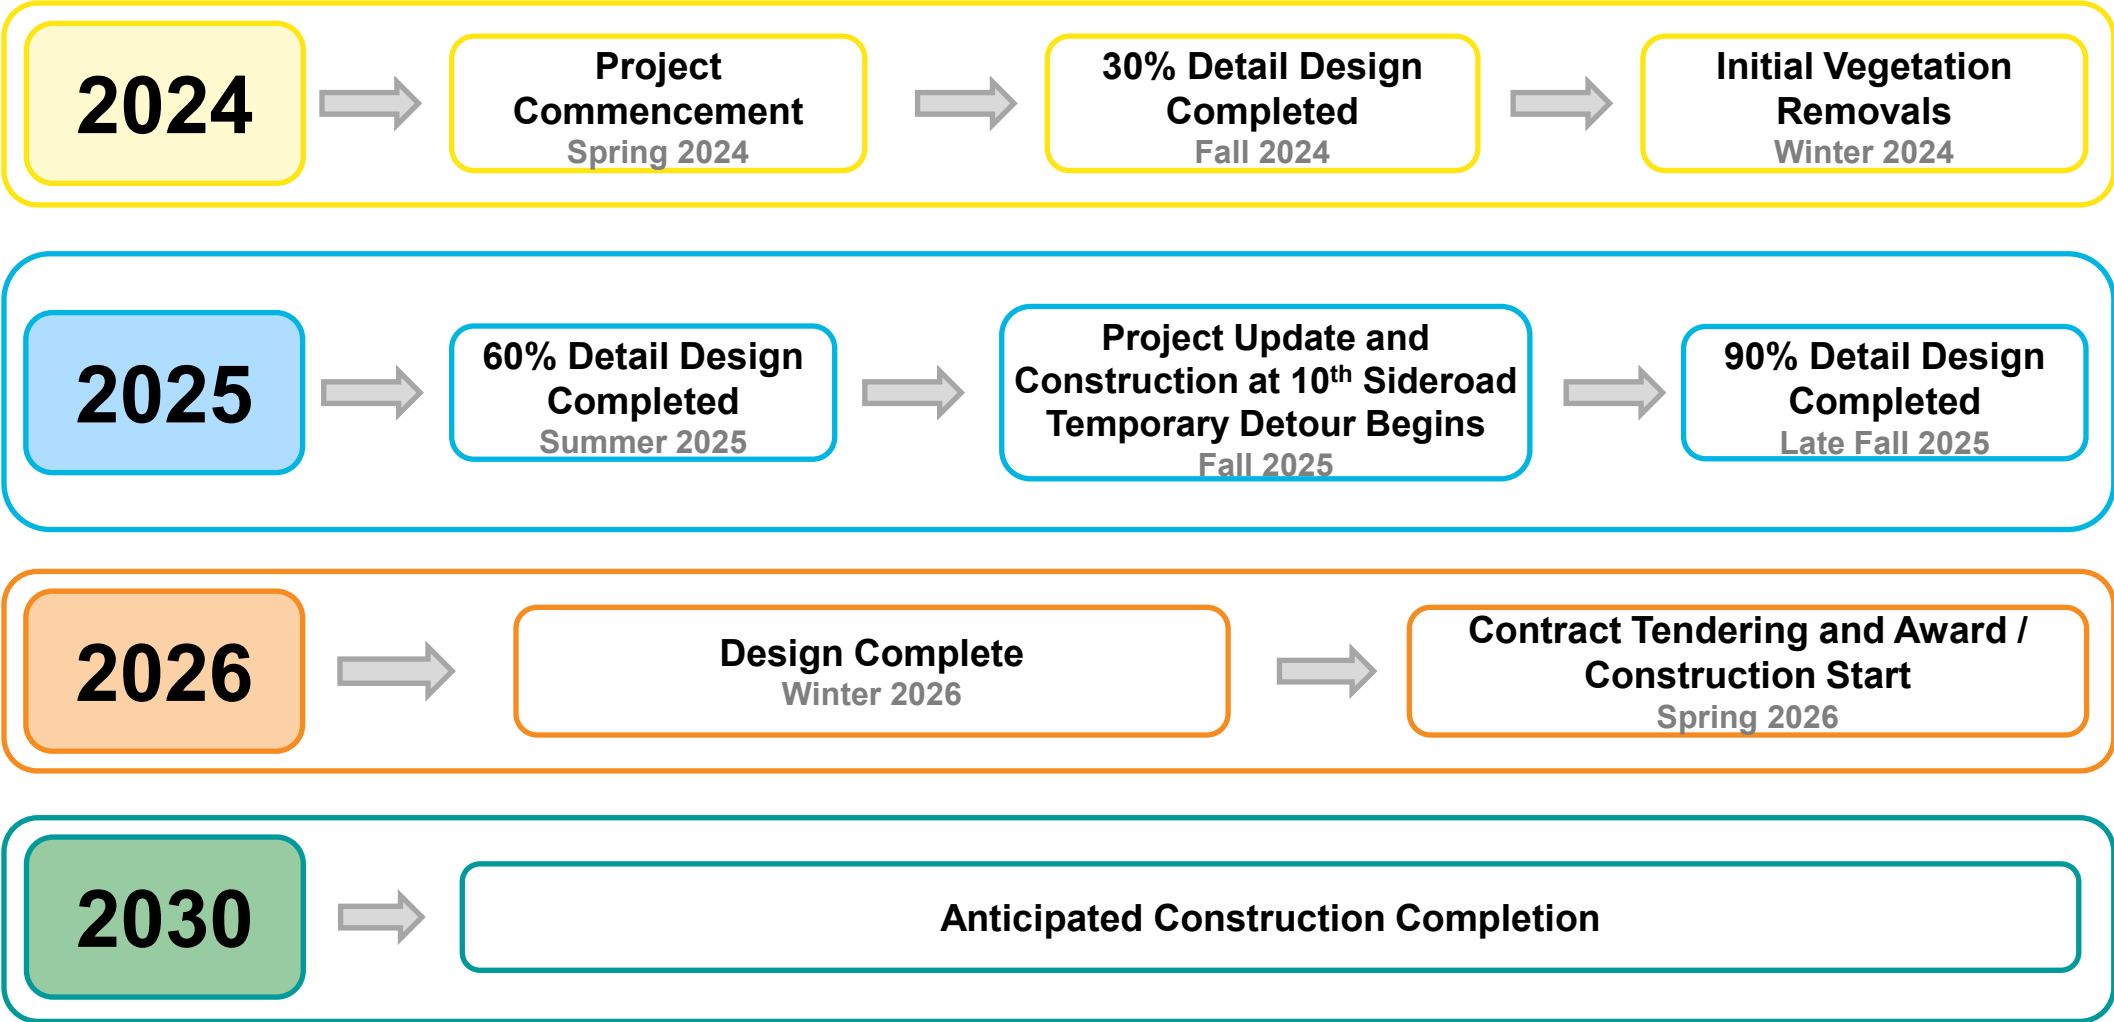 2024
Project
Commencement
Spring 2024
30% Detail Design
Completed
Fall 2024
Initial Vegetation
Removals
Winter 2024
2025
60% Detail Design
Completed
Summer 2025
Project Update and
Construction at 10th Sideroad
Temporary Detour Begins
Fall 2025
90% Detail Design
Completed
Late Fall 2025
2026
Design Complete
Winter 2026
Contract Tendering and Award /
Construction Start
Spring 2026
2030
Anticipated Construction Completion